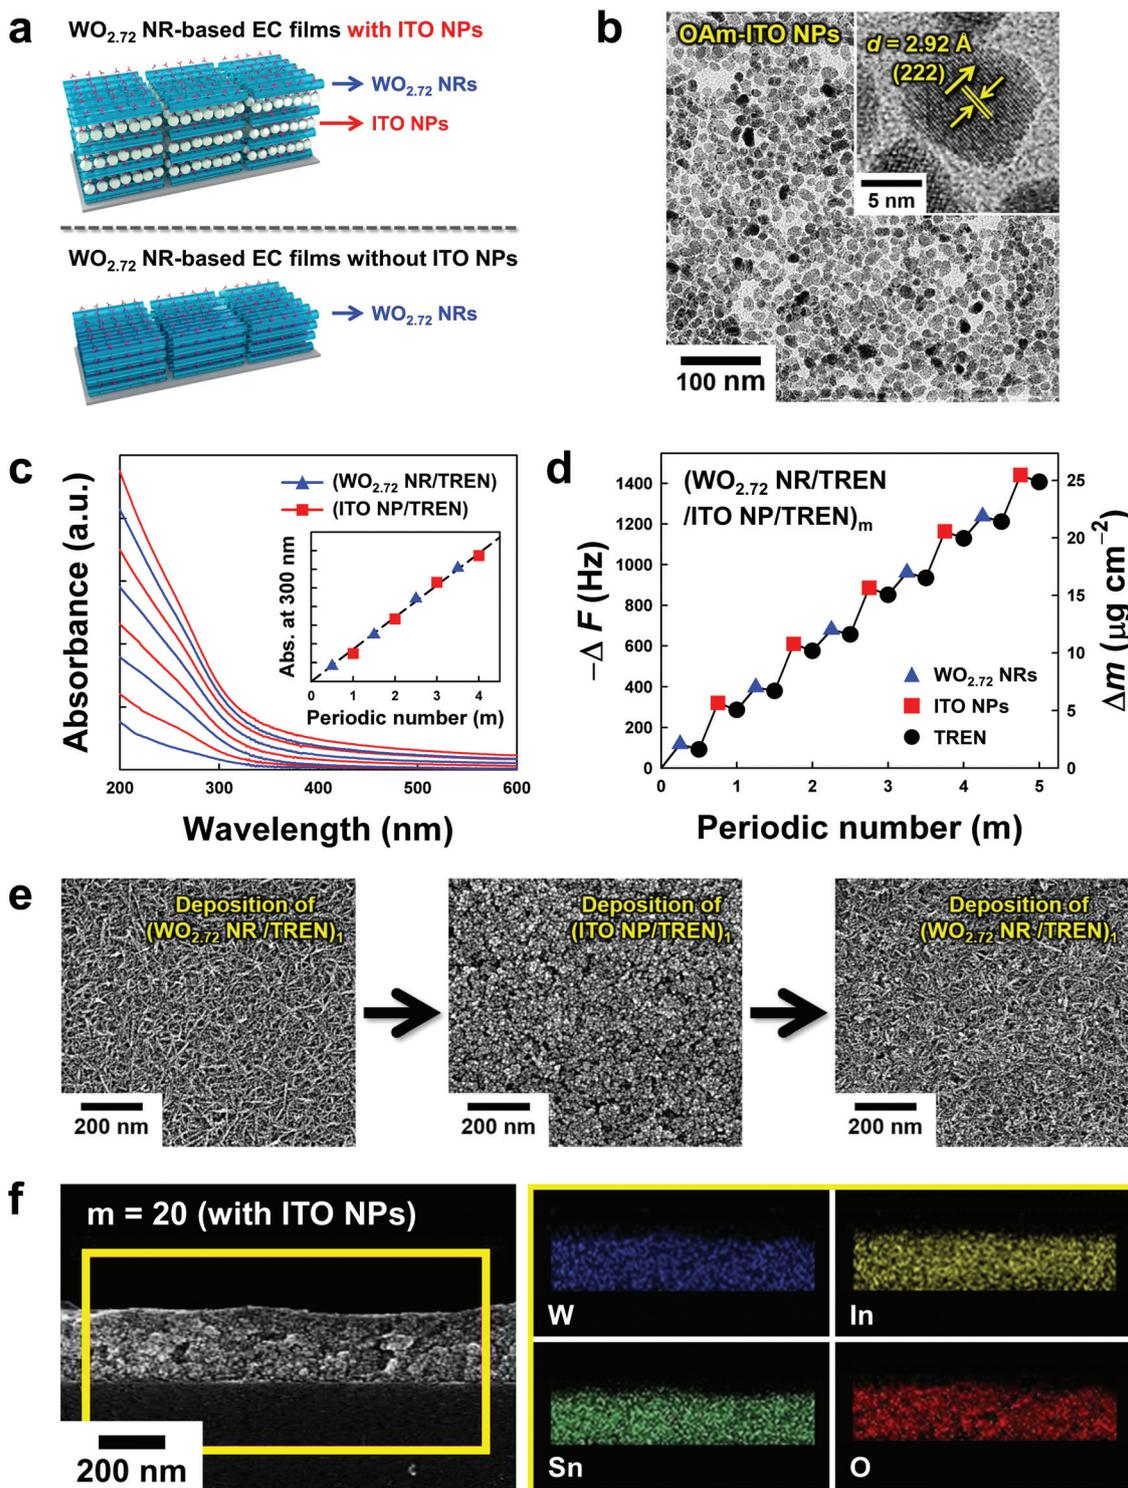 a
WO2.72 NR-based EC films with ITO NPs
WO2.72 NRs
ITO NPs
WO2.72 NR-based EC films without ITO NPs
WO2.72 NRs
b
OAm-ITO NPs
d = 2.92 Å
(222)
5 nm
100 nm
c
Absorbance (a.u.)
(WO2.72 NR/TREN)
(ITO NP/TREN)
Abs. at 300 nm
0 1 2 3 4
Periodic number (m)
200 300 400 500 600
Wavelength (nm)
d
−Δ F (Hz)
1400
1200
1000
800
600
400
200
0
(WO2.72 NR/TREN
/ITO NP/TREN)m
WO2.72 NRs
ITO NPs
TREN
25
20
15
10
5
0
Δm (μg cm−2)
0 1 2 3 4 5
Periodic number (m)
e
Deposition of
(WO2.72 NR /TREN)1
200 nm
Deposition of
(ITO NP/TREN)1
200 nm
Deposition of
(WO2.72 NR /TREN)1
200 nm
f
m = 20 (with ITO NPs)
200 nm
W
In
Sn
O